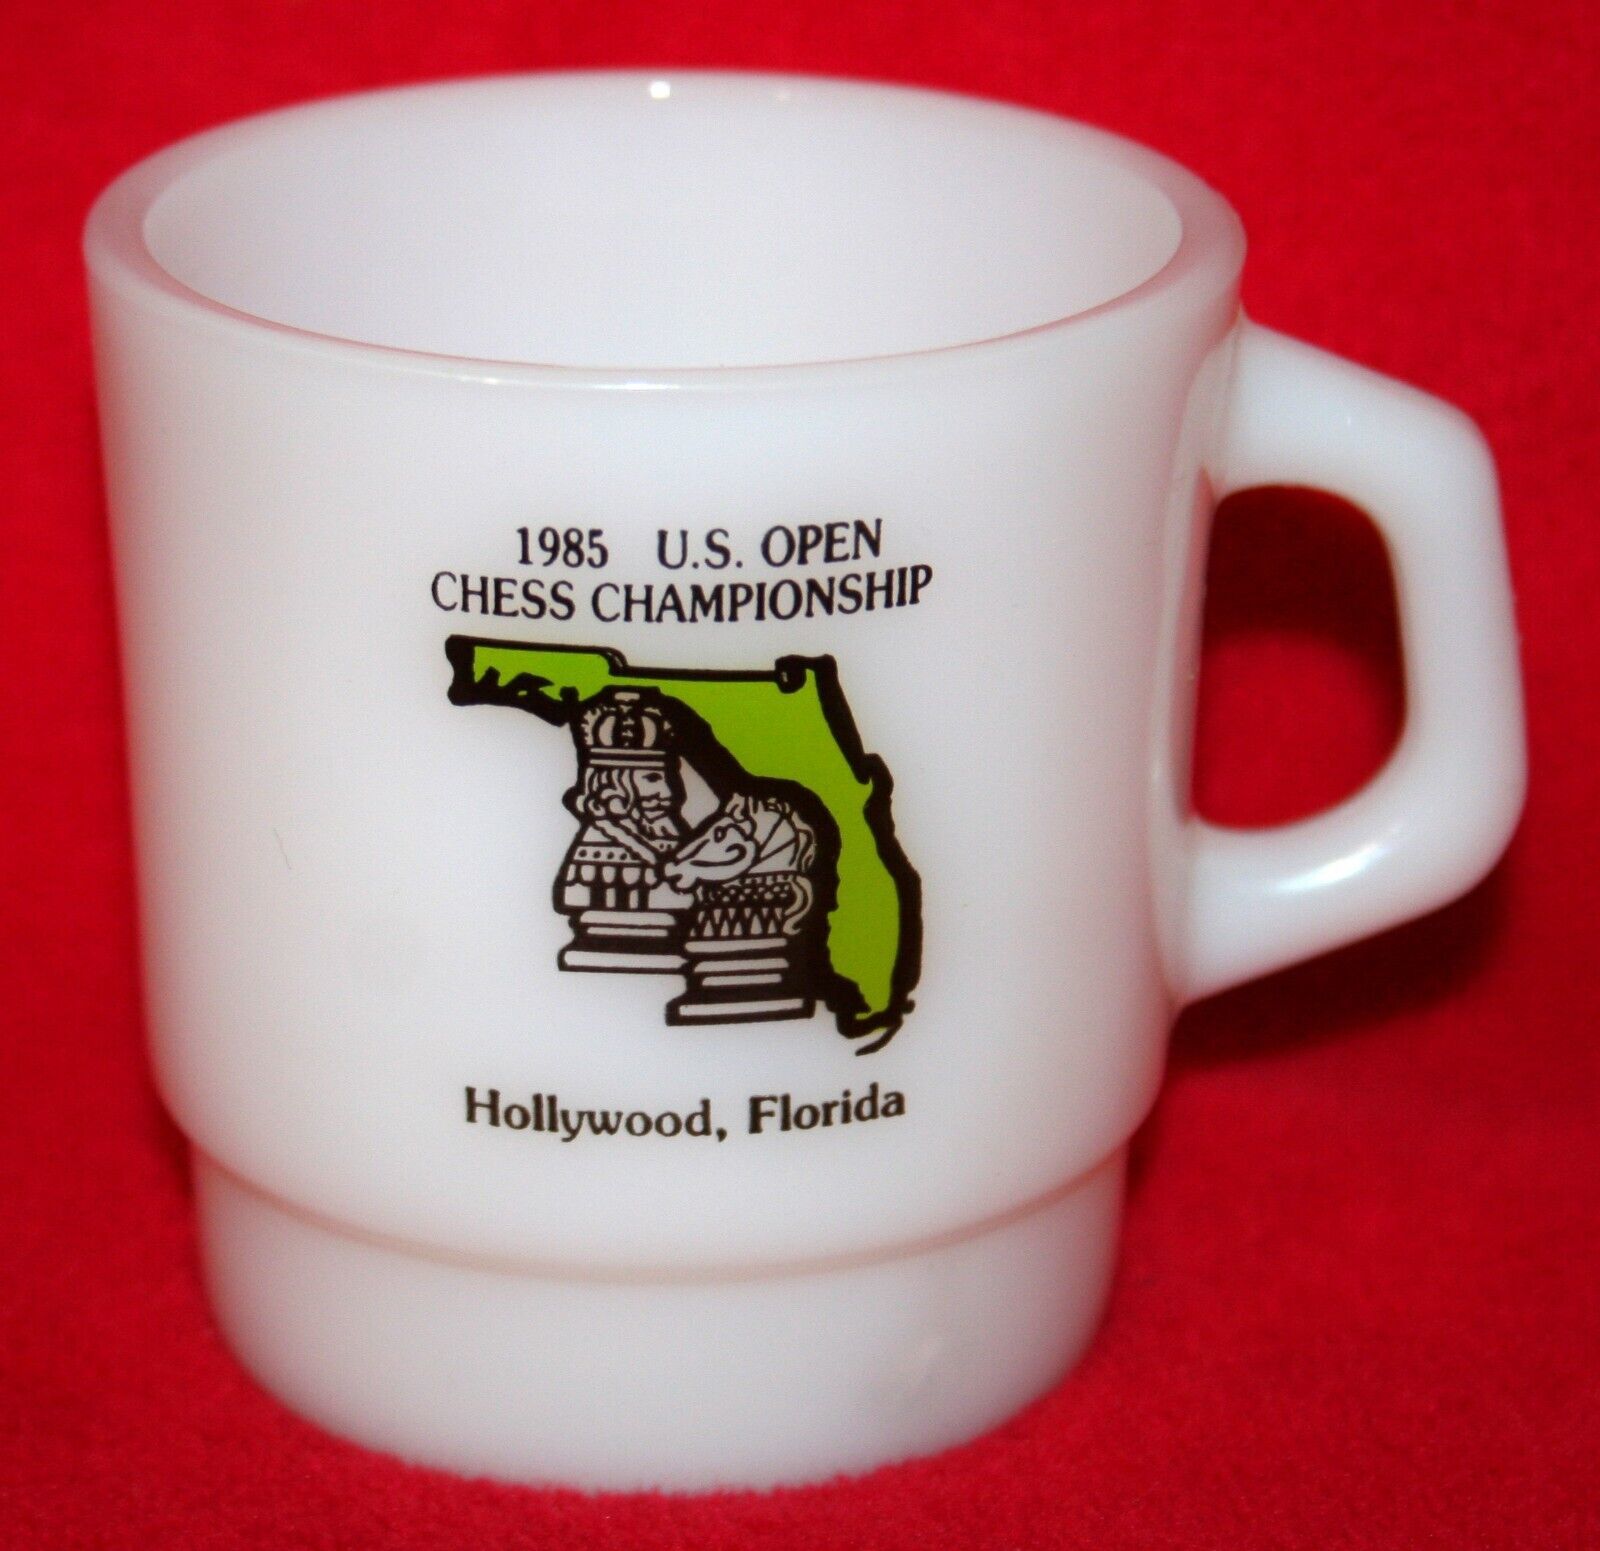 1985 U.S. OPEN
CHESS CHAMPIONSHIP
Hollywood, Florida